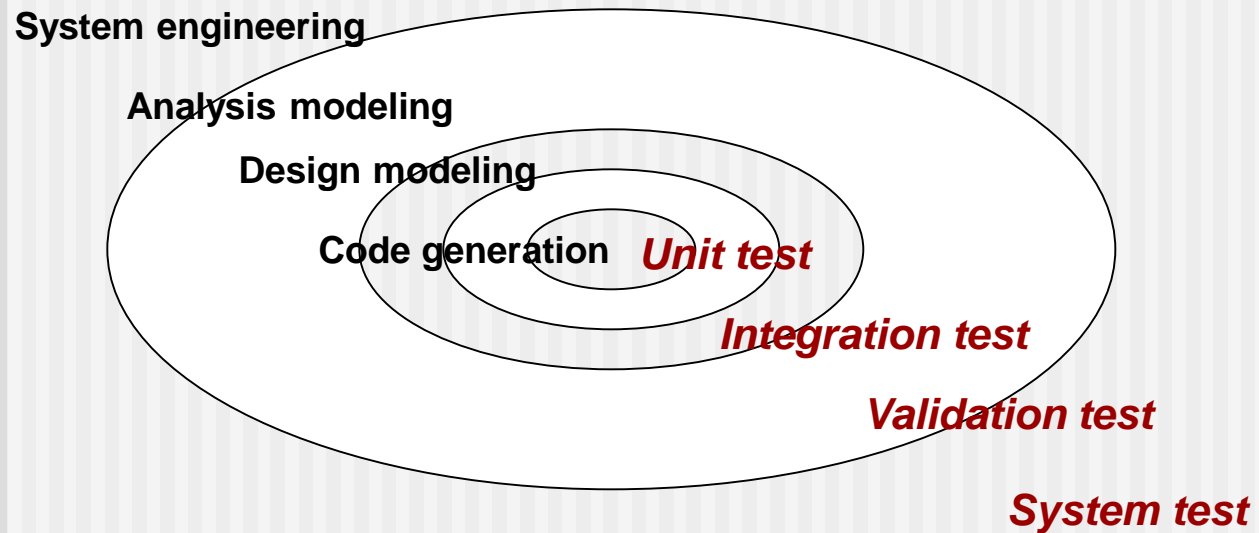 System engineering
Analysis modeling
Design modeling
Code generation
Unit test
Integration test
Validation test
System test